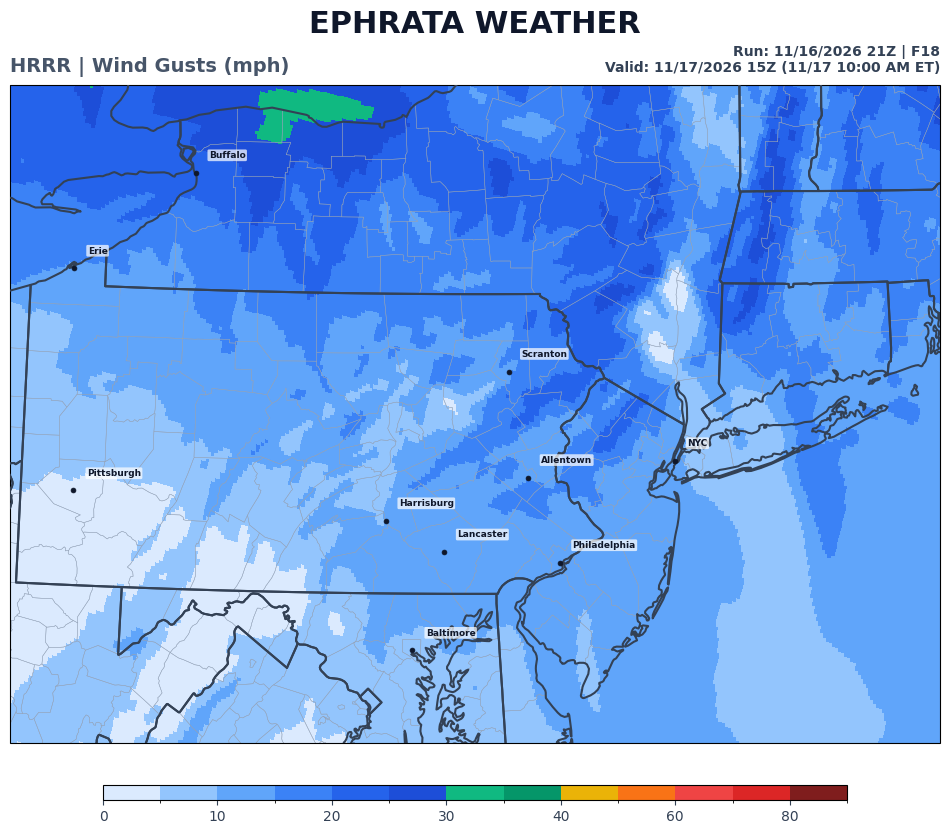 EPHRATA WEATHER
HRRR | Wind Gusts (mph)
Run: 11/16/2026 21Z | F18
Valid: 11/17/2026 15Z (11/17 10:00 AM ET)
Buffalo
Erie
Scranton
NYC
Allentown
Pittsburgh
Harrisburg
Lancaster
Philadelphia
Baltimore
0 10 20 30 40 60 80